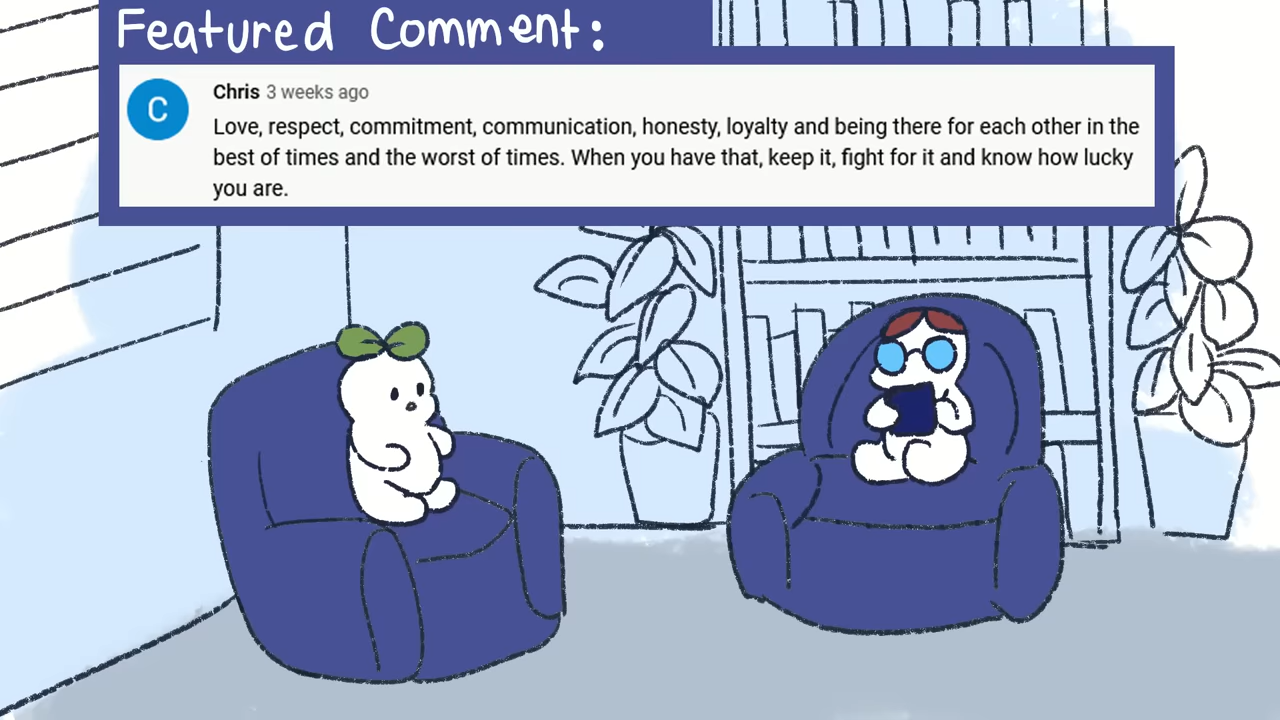 Featured Comment:
C
Chris 3 weeks ago
Love, respect, commitment, communication, honesty, loyalty and being there for each other in the
best of times and the worst of times. When you have that, keep it, fight for it and know how lucky
you are.